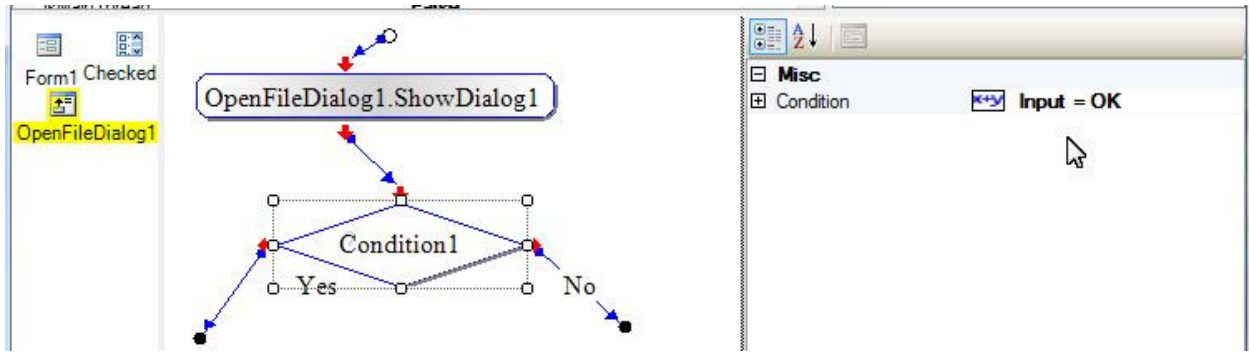 Form1 Checked
OpenFileDialog1
OpenFileDialog1.ShowDialog1
Condition1
Yes
No
A
Z
Misc
Condition
x+y Input = OK